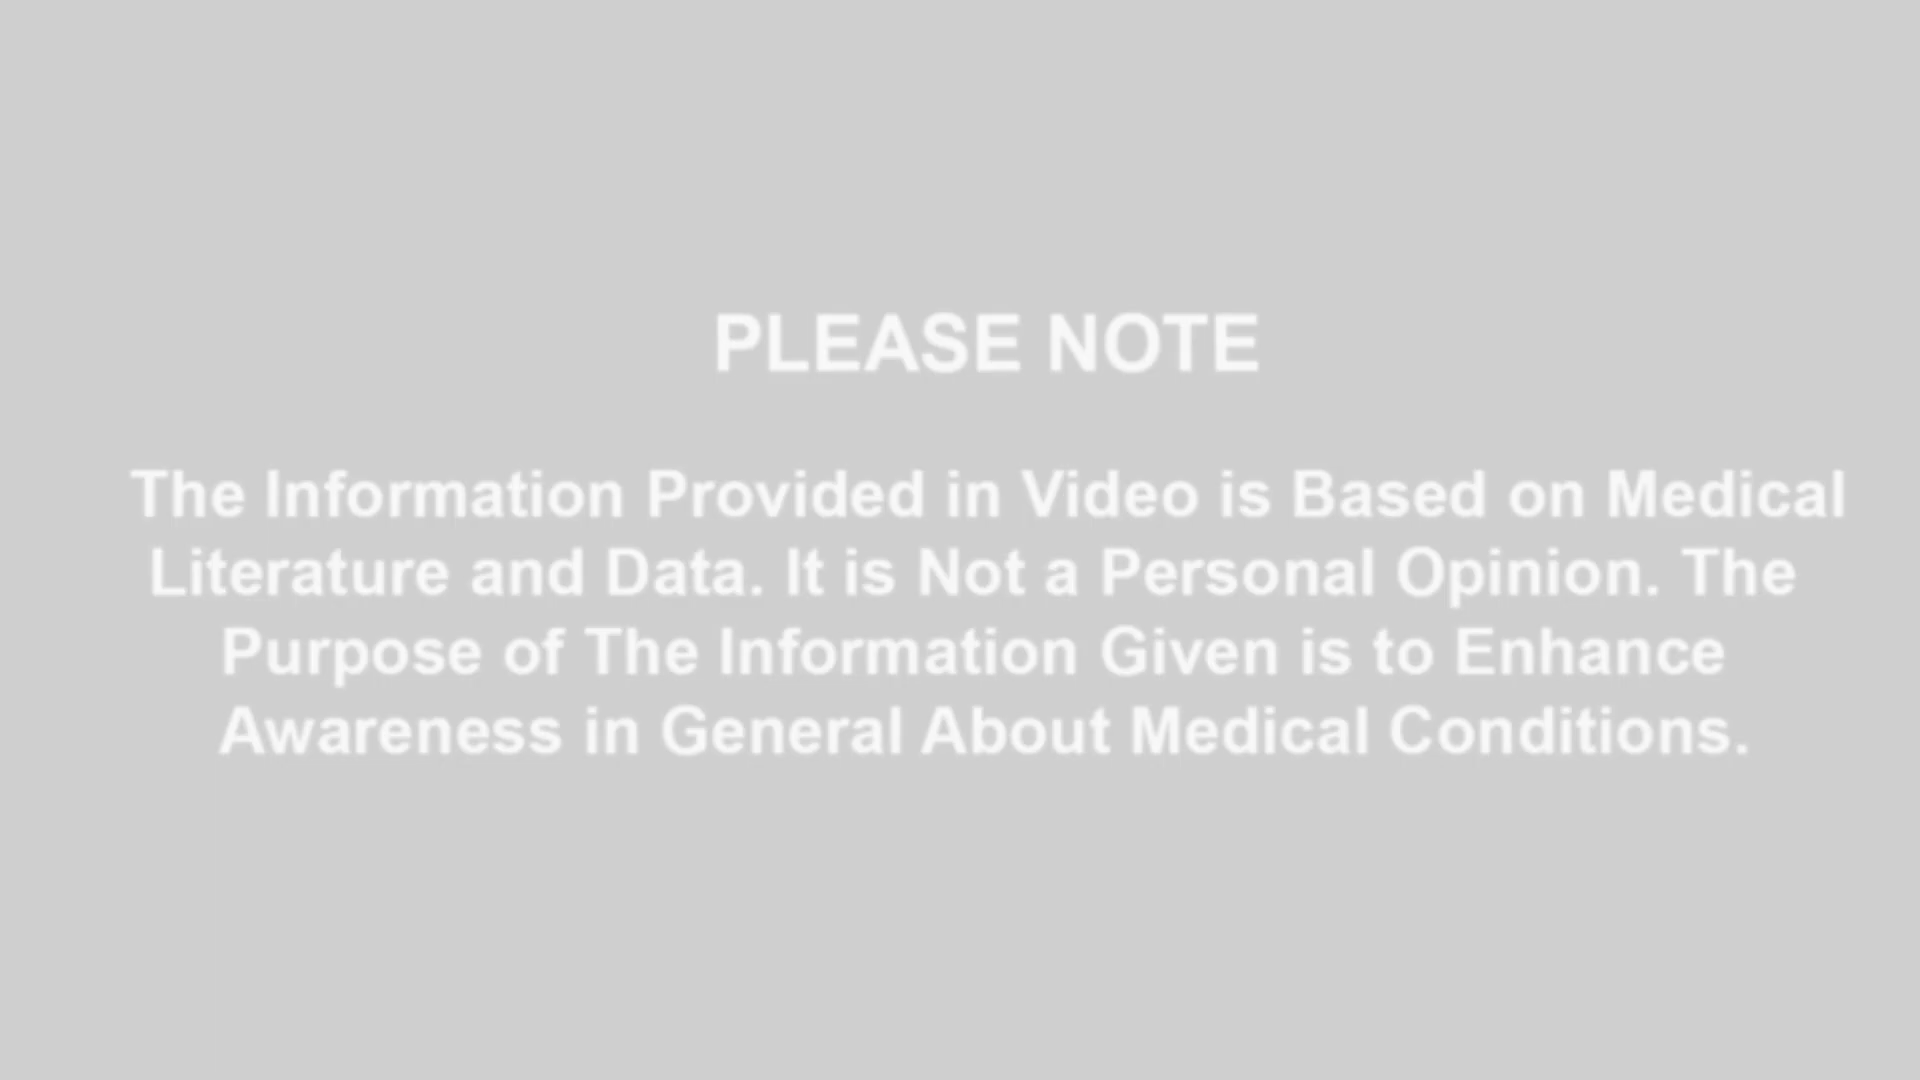 PLEASE NOTE
The Information Provided in Video is Based on Medical
Literature and Data. It is Not a Personal Opinion. The
Purpose of The Information Given is to Enhance
Awareness in General About Medical Conditions.